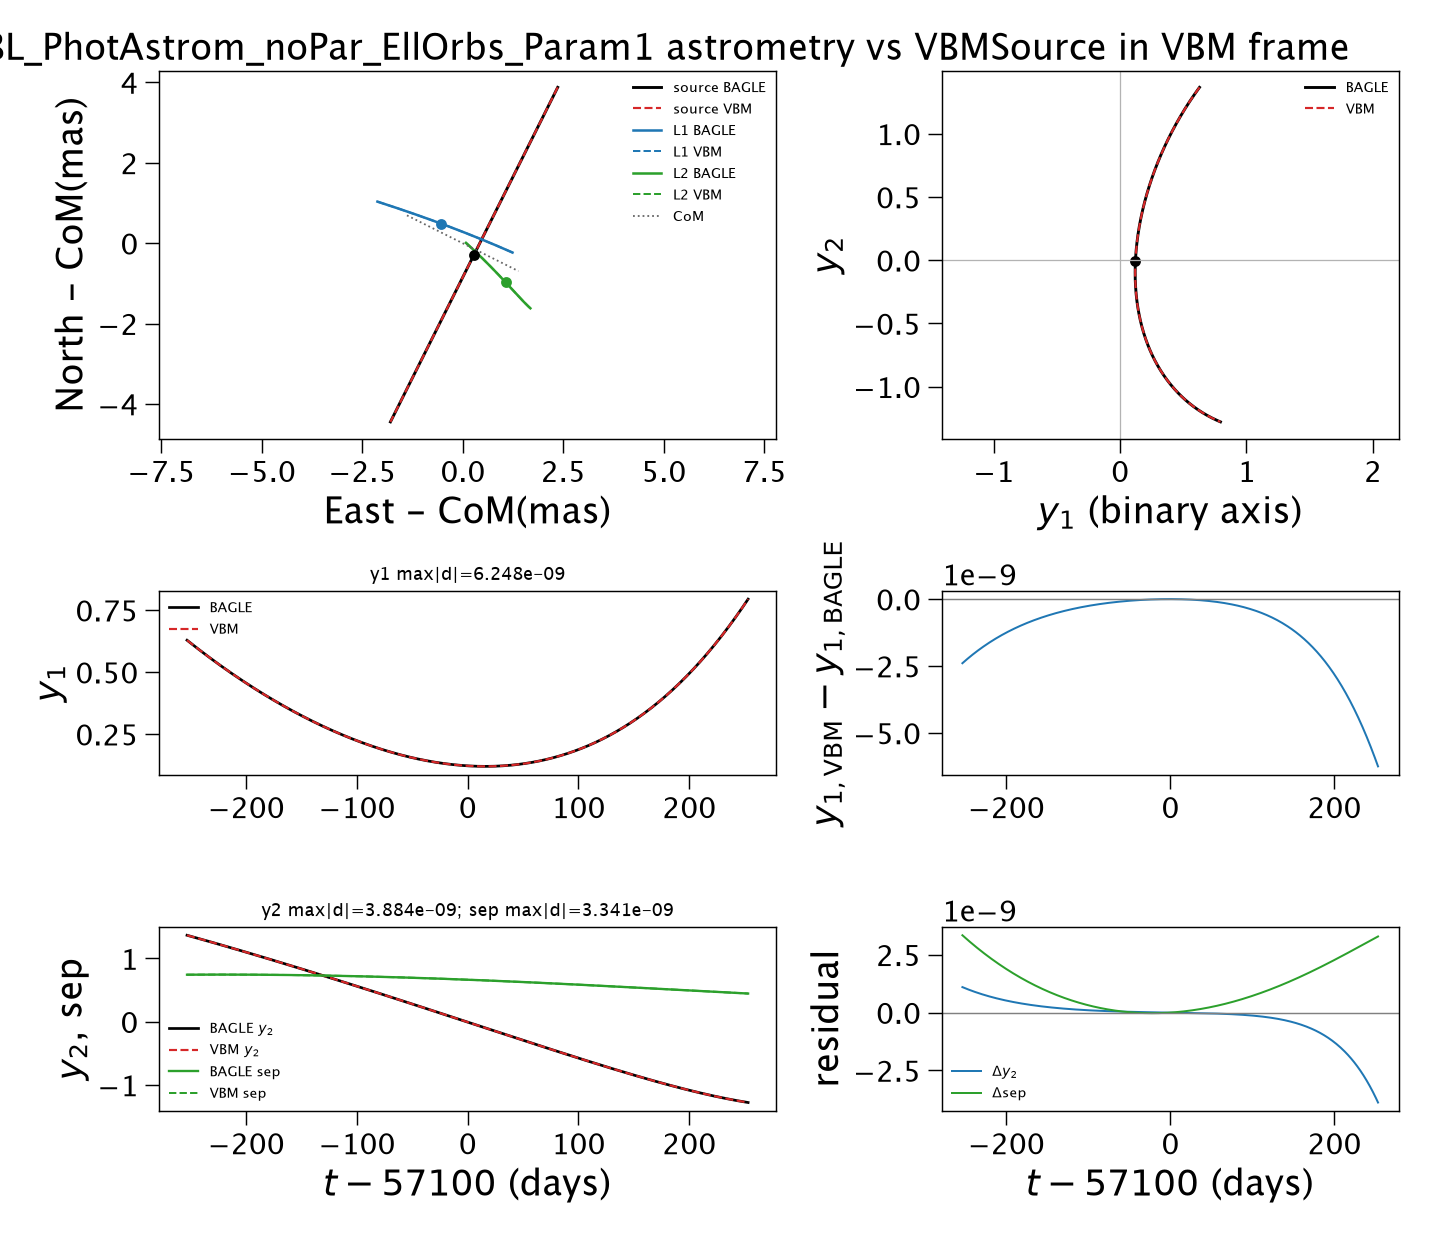 BL_PhotAstrom_noPar_EllOrbs_Param1 astrometry vs VBMSource in VBM frame
4
2
0
−2
−4
North − CoM(mas)
−7.5 −5.0 −2.5 0.0 2.5 5.0 7.5
East − CoM(mas)
source BAGLE
source VBM
L1 BAGLE
L1 VBM
L2 BAGLE
L2 VBM
CoM
1.0
0.5
0.0
−0.5
−1.0
y2
−1 0 1 2
y1 (binary axis)
BAGLE
VBM
y1 max|d|=6.248e−09
0.75
0.50
0.25
y1
−200 −100 0 100 200
BAGLE
VBM
1e−9
0.0
−2.5
−5.0
y1, VBM − y1, BAGLE
−200 0 200
y2 max|d|=3.884e−09; sep max|d|=3.341e−09
1
0
−1
y2, sep
BAGLE y2
VBM y2
BAGLE sep
VBM sep
−200 −100 0 100 200
t − 57100 (days)
1e−9
2.5
0.0
−2.5
residual
Δy2
Δsep
−200 0 200
t − 57100 (days)